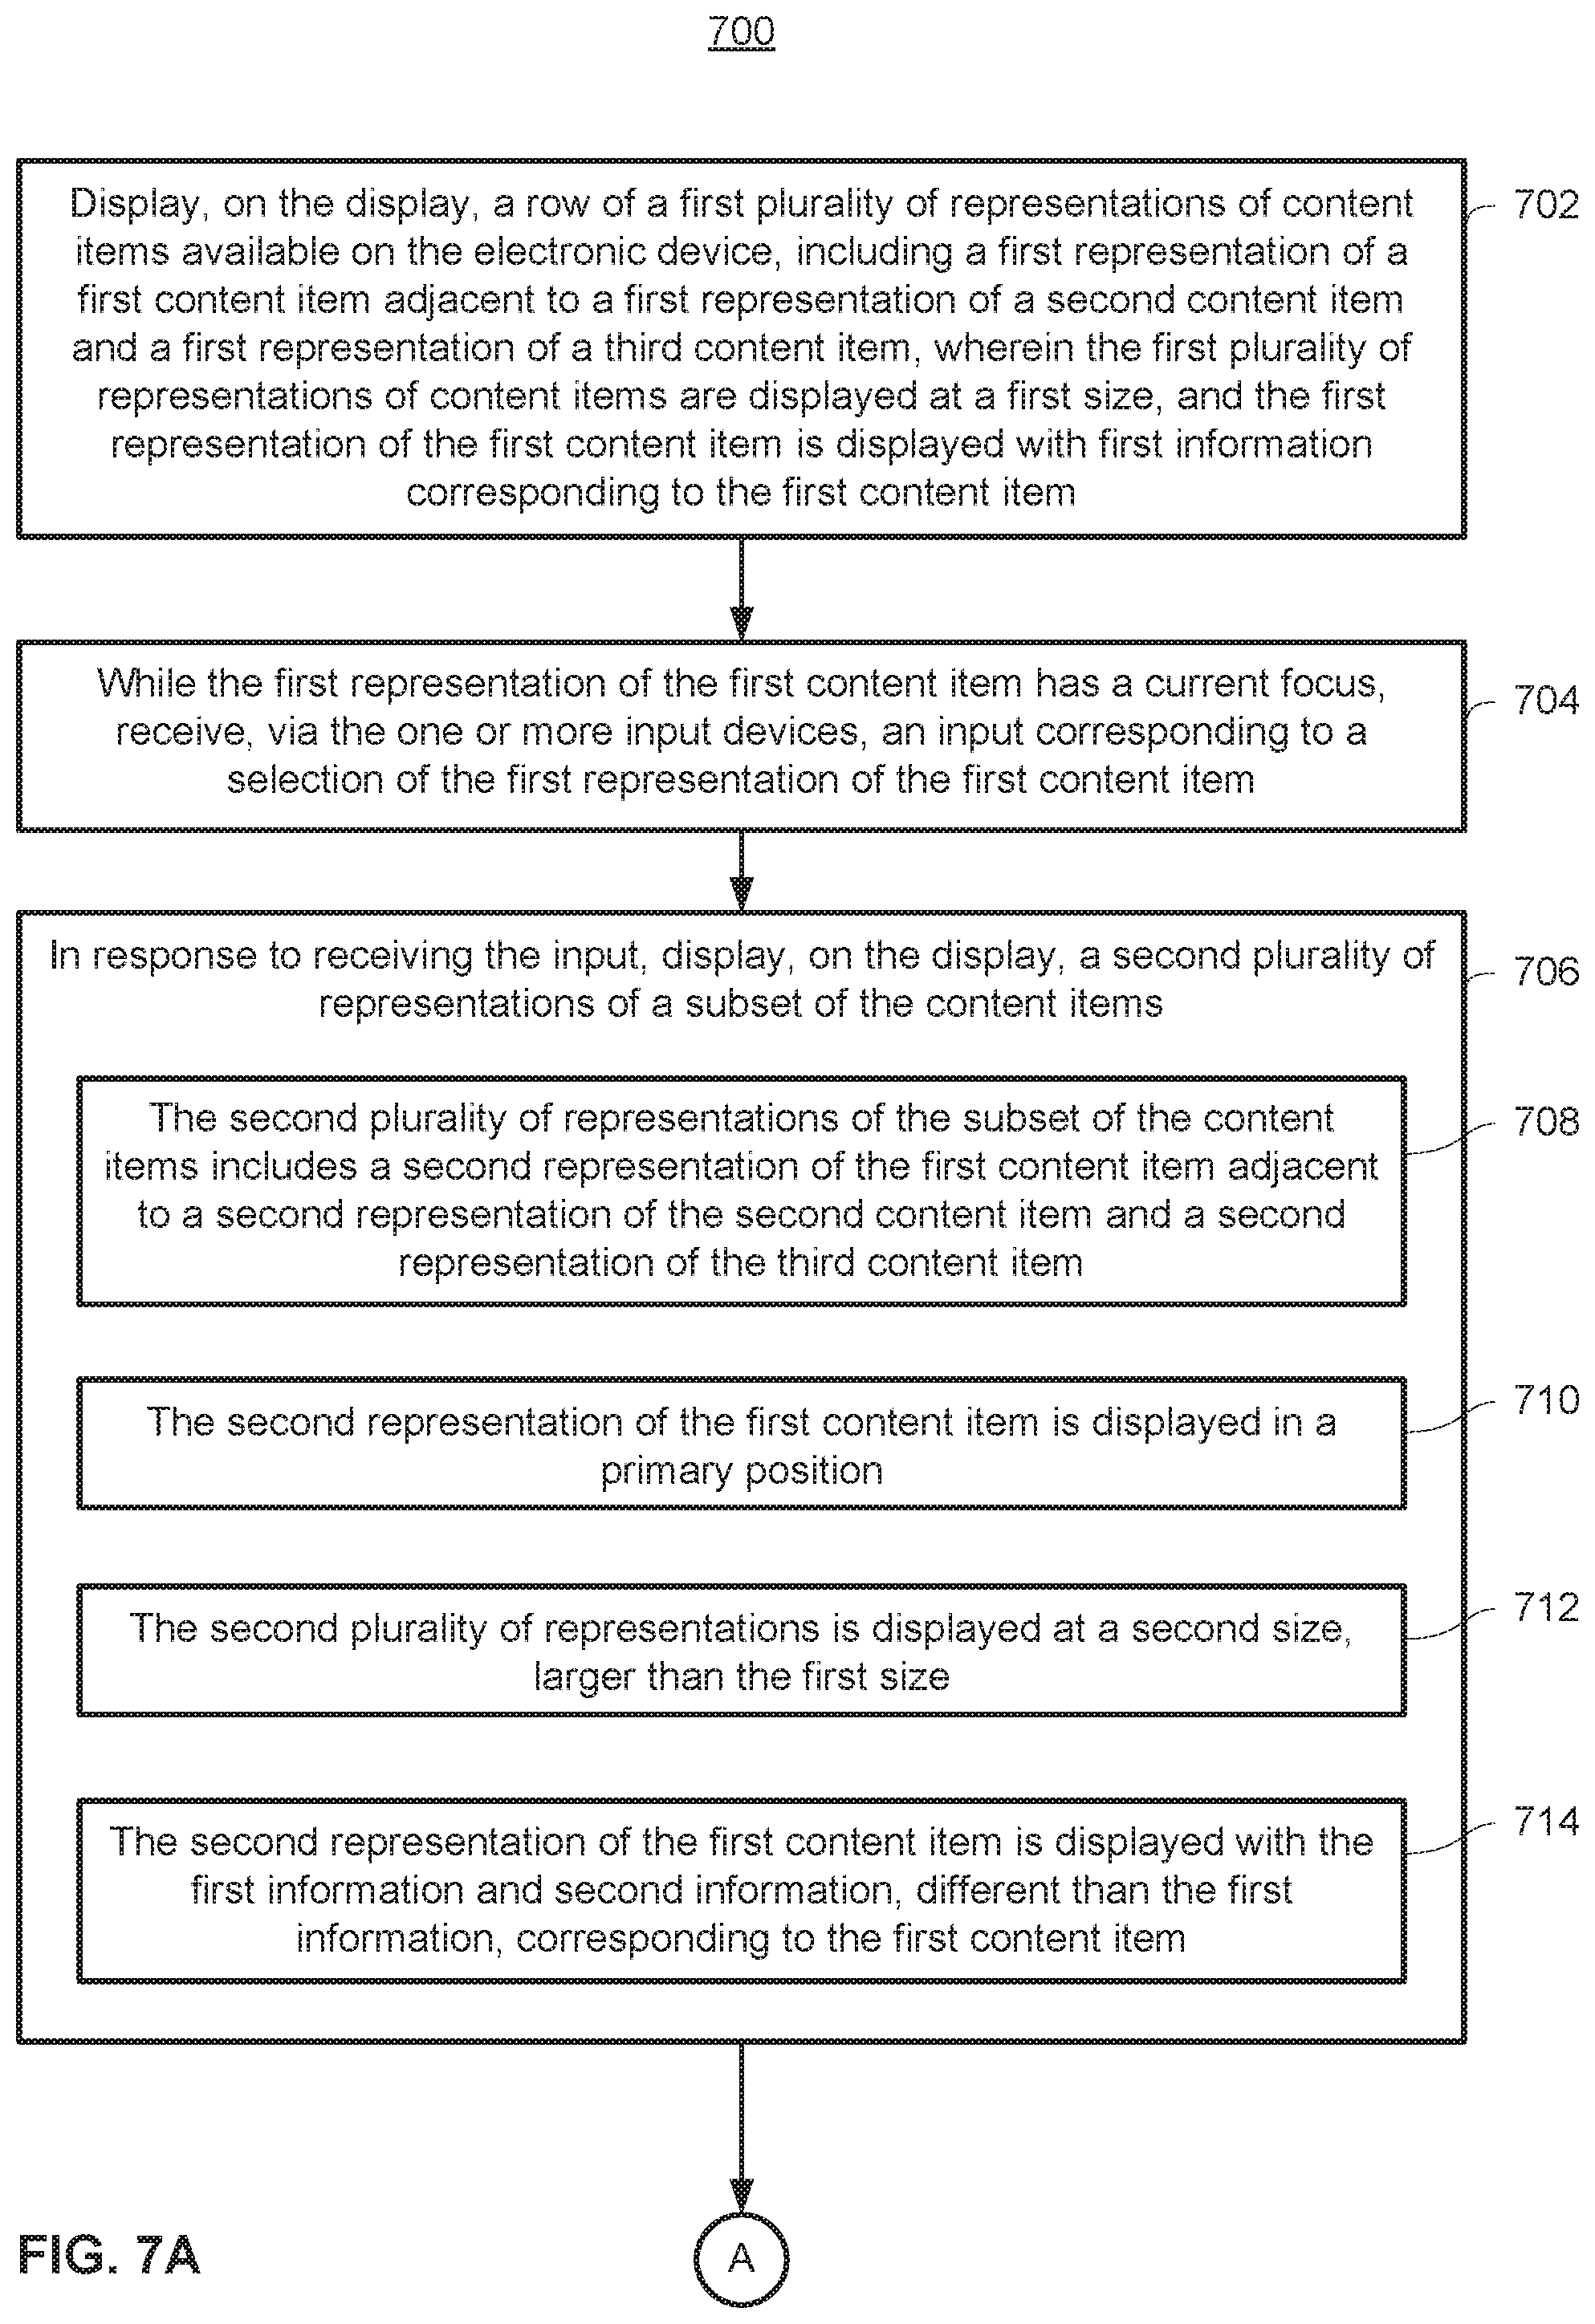 700
Display, on the display, a row of a first plurality of representations of content
items available on the electronic device, including a first representation of a
first content item adjacent to a first representation of a second content item
and a first representation of a third content item, wherein the first plurality of
representations of content items are displayed at a first size, and the first
representation of the first content item is displayed with first information
corresponding to the first content item
702
While the first representation of the first content item has a current focus,
receive, via the one or more input devices, an input corresponding to a
selection of the first representation of the first content item
704
In response to receiving the input, display, on the display, a second plurality of
representations of a subset of the content items
706
The second plurality of representations of the subset of the content
items includes a second representation of the first content item adjacent
to a second representation of the second content item and a second
representation of the third content item
708
The second representation of the first content item is displayed in a
primary position
710
The second plurality of representations is displayed at a second size,
larger than the first size
712
The second representation of the first content item is displayed with the
first information and second information, different than the first
information, corresponding to the first content item
714
A
FIG. 7A